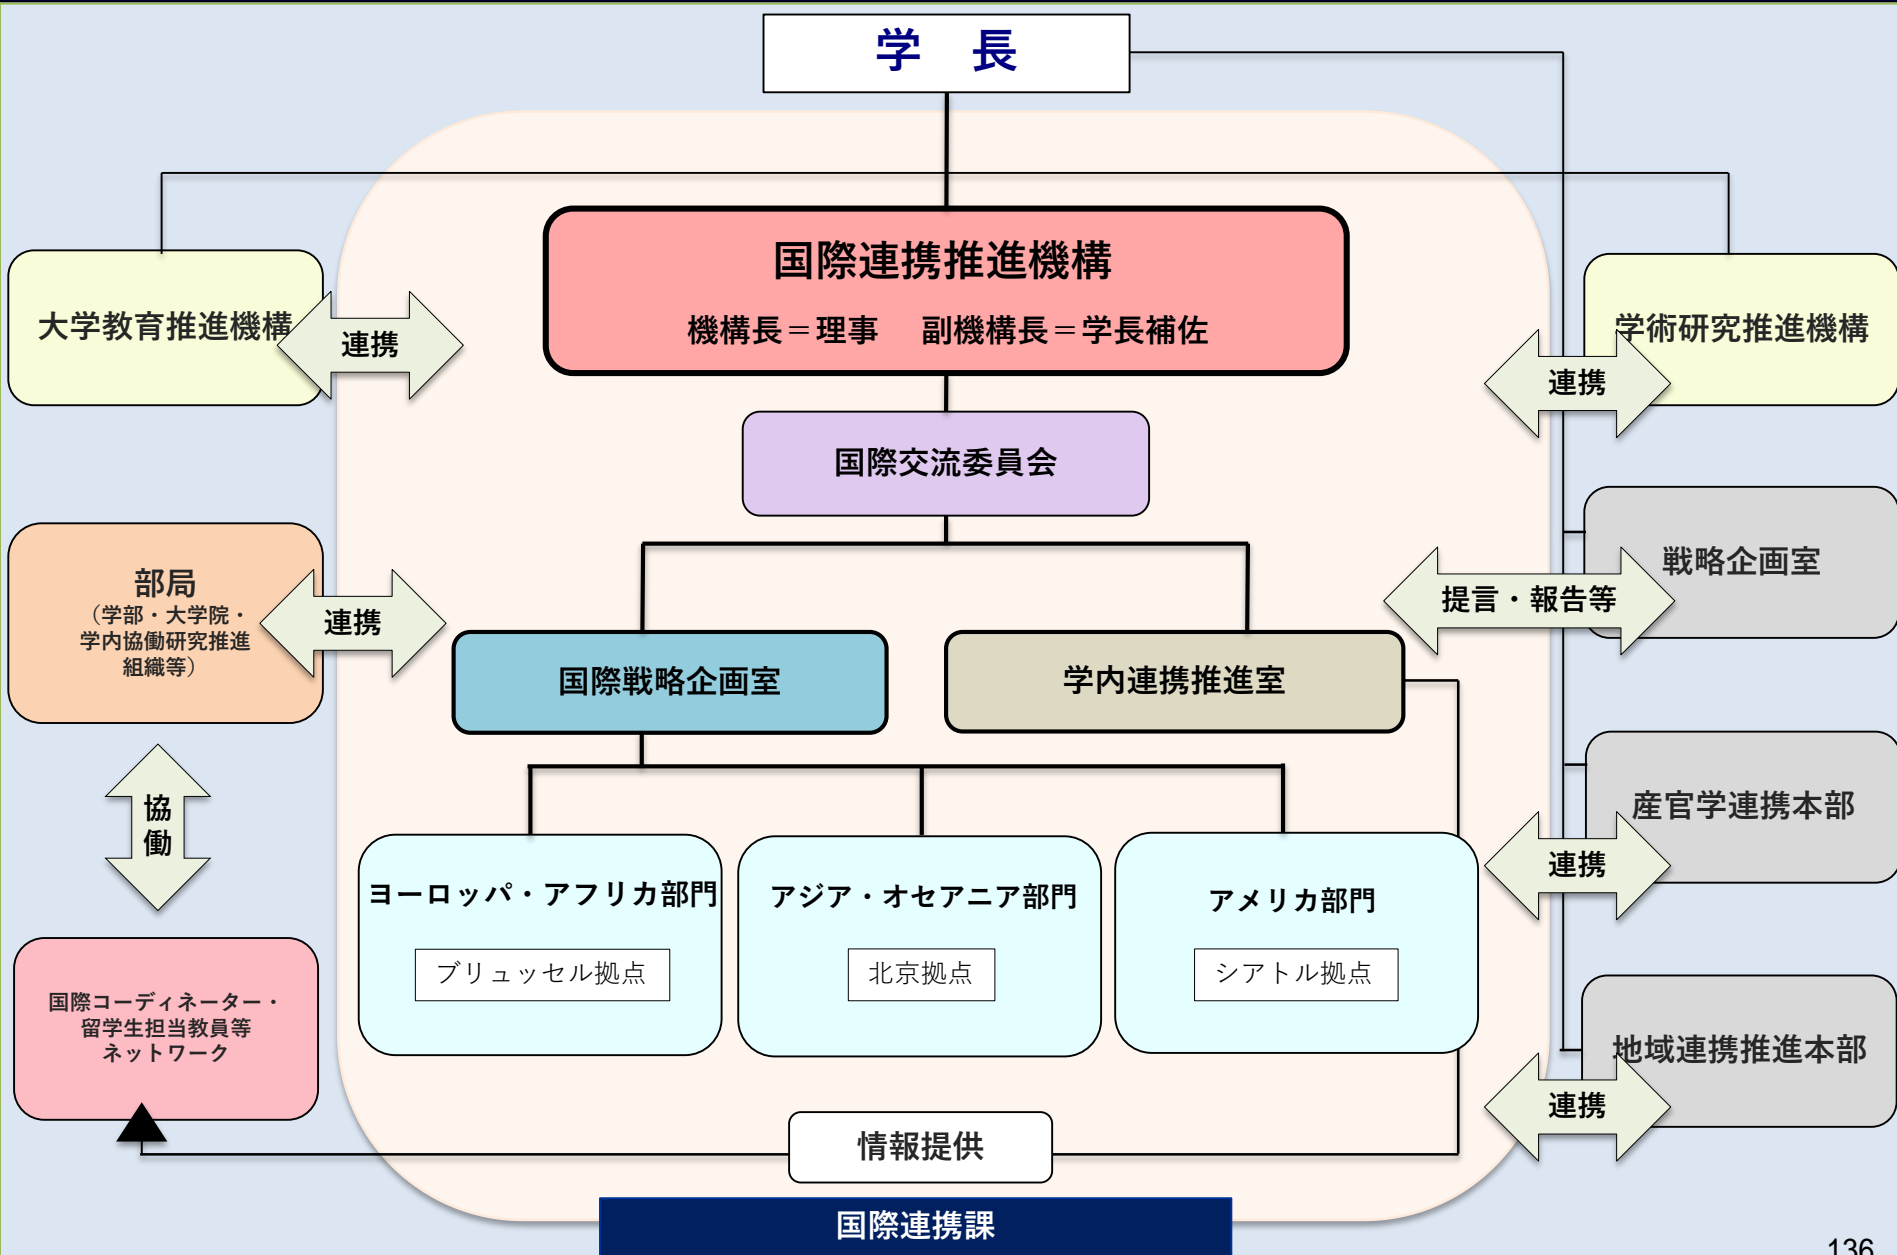 学　長
国際連携推進機構
機構長＝理事　副機構長＝学長補佐
大学教育推進機構
連携
学術研究推進機構
連携
国際交流委員会
部局
（学部・大学院・
学内協働研究推進
組織等）
連携
戦略企画室
提言・報告等
国際戦略企画室
学内連携推進室
協
働
産官学連携本部
連携
ヨーロッパ・アフリカ部門
ブリュッセル拠点
アジア・オセアニア部門
北京拠点
アメリカ部門
シアトル拠点
国際コーディネーター・
留学生担当教員等
ネットワーク
地域連携推進本部
連携
情報提供
国際連携課
136